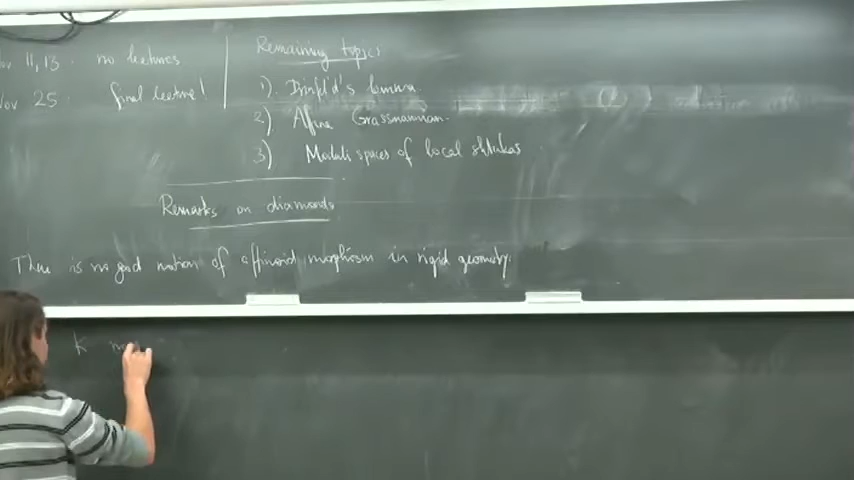 ov 11, 13. no lectures
Nov 25. final lecture!
Remaining topics
1). Drinfeld's lemma.
2) Affine Grassmannian.
3) Moduli spaces of local shtukas
Remarks on diamonds
There is no good notion of affinoid morphism in rigid geometry.
K